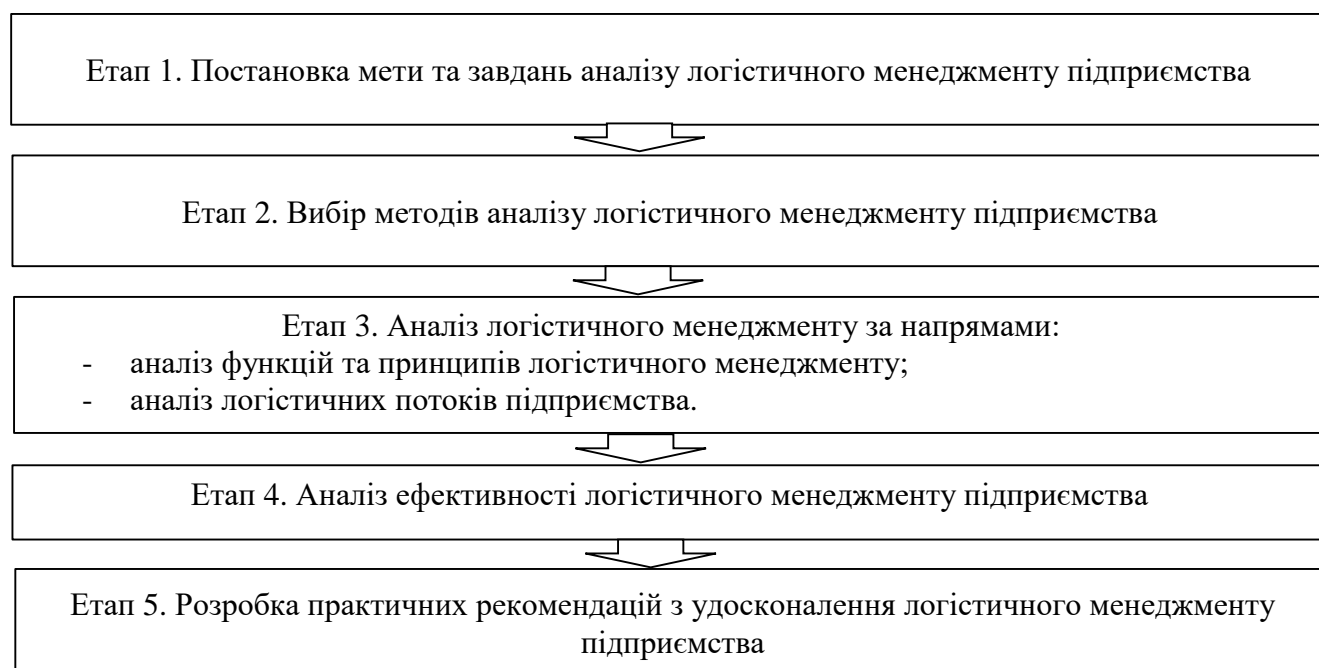 Етап 1. Постановка мети та завдань аналізу логістичного менеджменту підприємства
Етап 2. Вибір методів аналізу логістичного менеджменту підприємства
Етап 3. Аналіз логістичного менеджменту за напрямами:
- аналіз функцій та принципів логістичного менеджменту;
- аналіз логістичних потоків підприємства.
Етап 4. Аналіз ефективності логістичного менеджменту підприємства
Етап 5. Розробка практичних рекомендацій з удосконалення логістичного менеджменту
підприємства